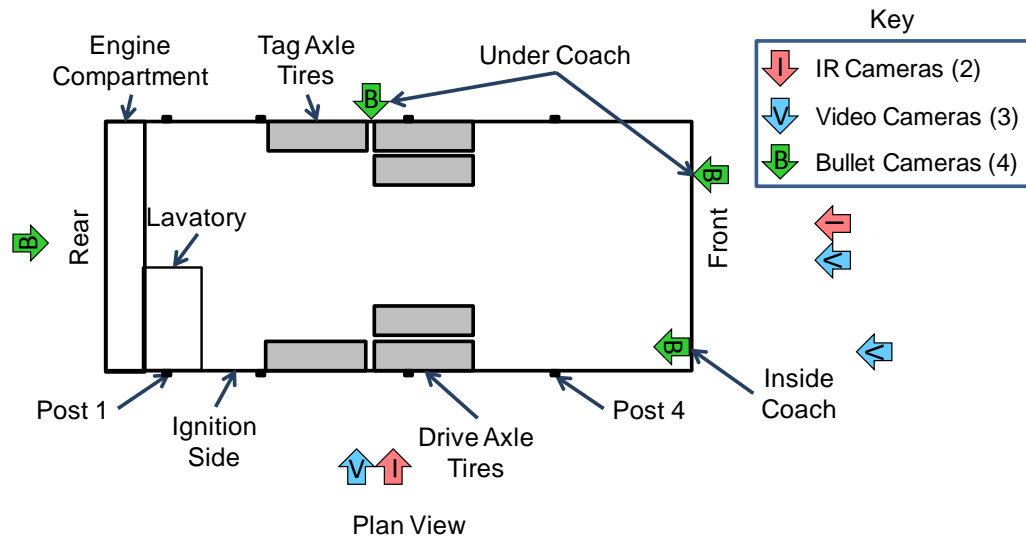 Key
I IR Cameras (2)
V Video Cameras (3)
B Bullet Cameras (4)
Engine
Compartment
Tag Axle
Tires
Under Coach
B
B
Lavatory
Rear
B
Front
I
V
B
V
Post 1
Ignition
Side
Drive Axle
Tires
Post 4
Inside
Coach
V I
Plan View